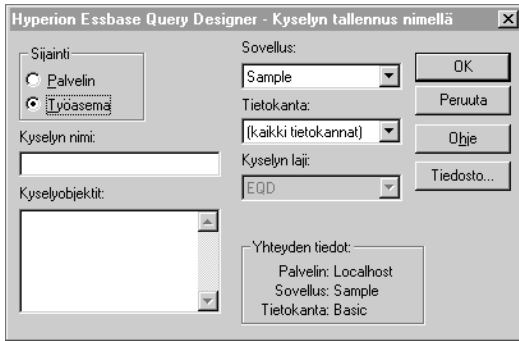 Hyperion Essbase Query Designer - Kyselyn tallennus nimellä
Sijainti
Palvelin
Työasema
Kyselyn nimi:
Kyselyobjektit:
Sovellus:
Sample
Tietokanta:
(kaikki tietokannat)
Kyselyn laji:
EQD
Yhteyden tiedot:
Palvelin: Localhost
Sovellus: Sample
Tietokanta: Basic
OK
Peruuta
Ohje
Tiedosto...